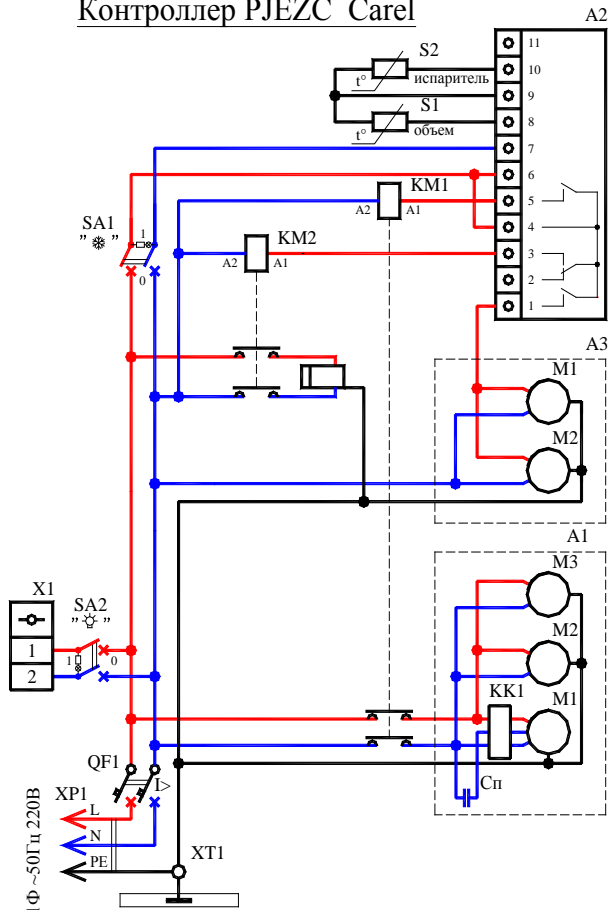 Контроллер PJEZC Carel
A2
S2
испаритель
t°
S1
объем
t°
11
10
9
8
7
6
5
4
3
2
1
KM1
A2
A1
KM2
A2
A1
SA1
" ❄ "
1
0
A3
M1
M2
A1
M3
M2
KK1
M1
Сп
X1
1
2
SA2
" "
1
0
QF1
I>
XP1
L
N
PE
XT1
1Ф ~50Гц 220В